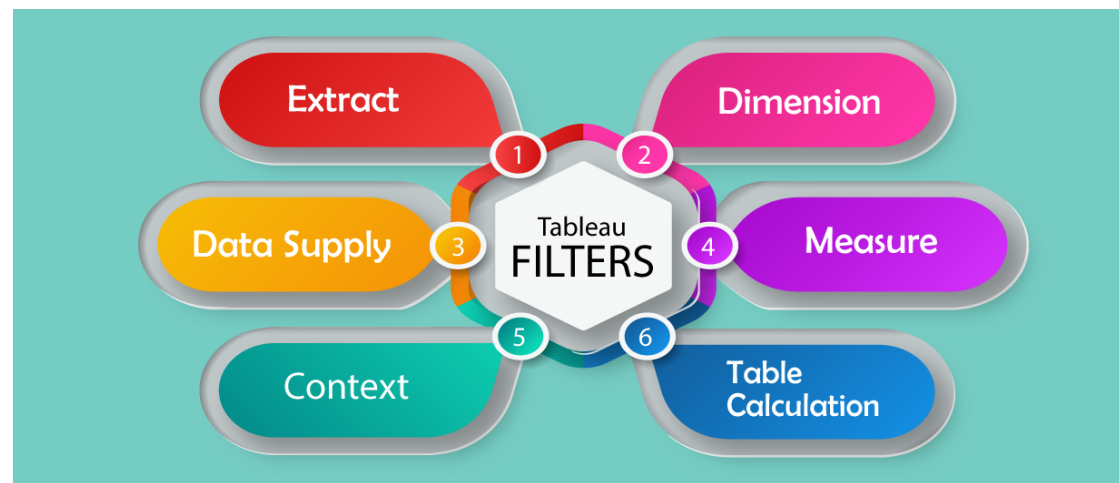 Extract
1
2
Dimension
Data Supply
3
Tableau
FILTERS
4
Measure
Context
5
6
Table
Calculation